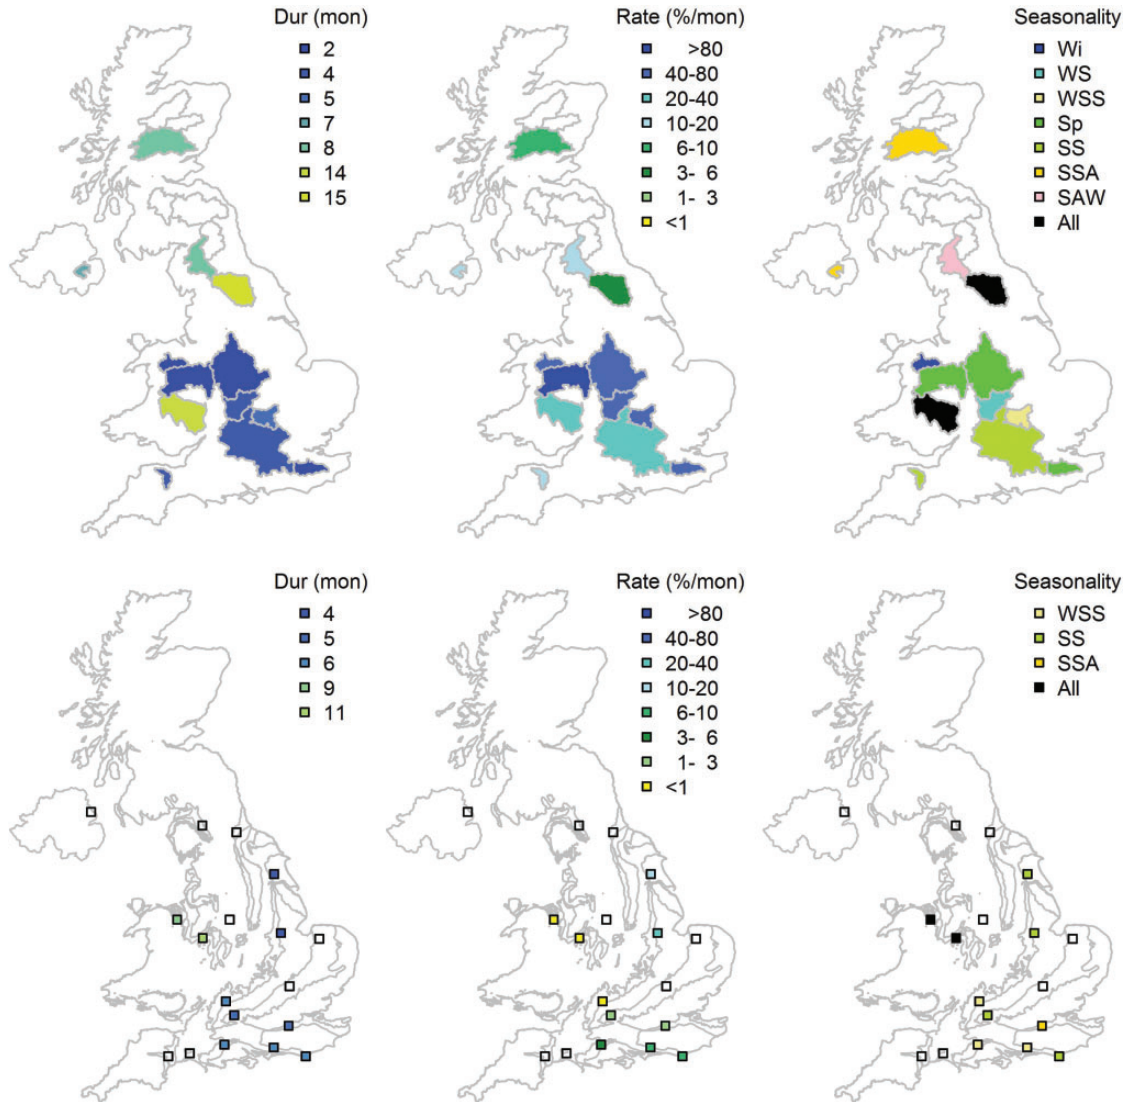 Dur (mon)
2
4
5
7
8
14
15
Rate (%/mon)
>80
40-80
20-40
10-20
6-10
3- 6
1- 3
<1
Seasonality
Wi
WS
WSS
Sp
SS
SSA
SAW
All
Dur (mon)
4
5
6
9
11
Rate (%/mon)
>80
40-80
20-40
10-20
6-10
3- 6
1- 3
<1
Seasonality
WSS
SS
SSA
All